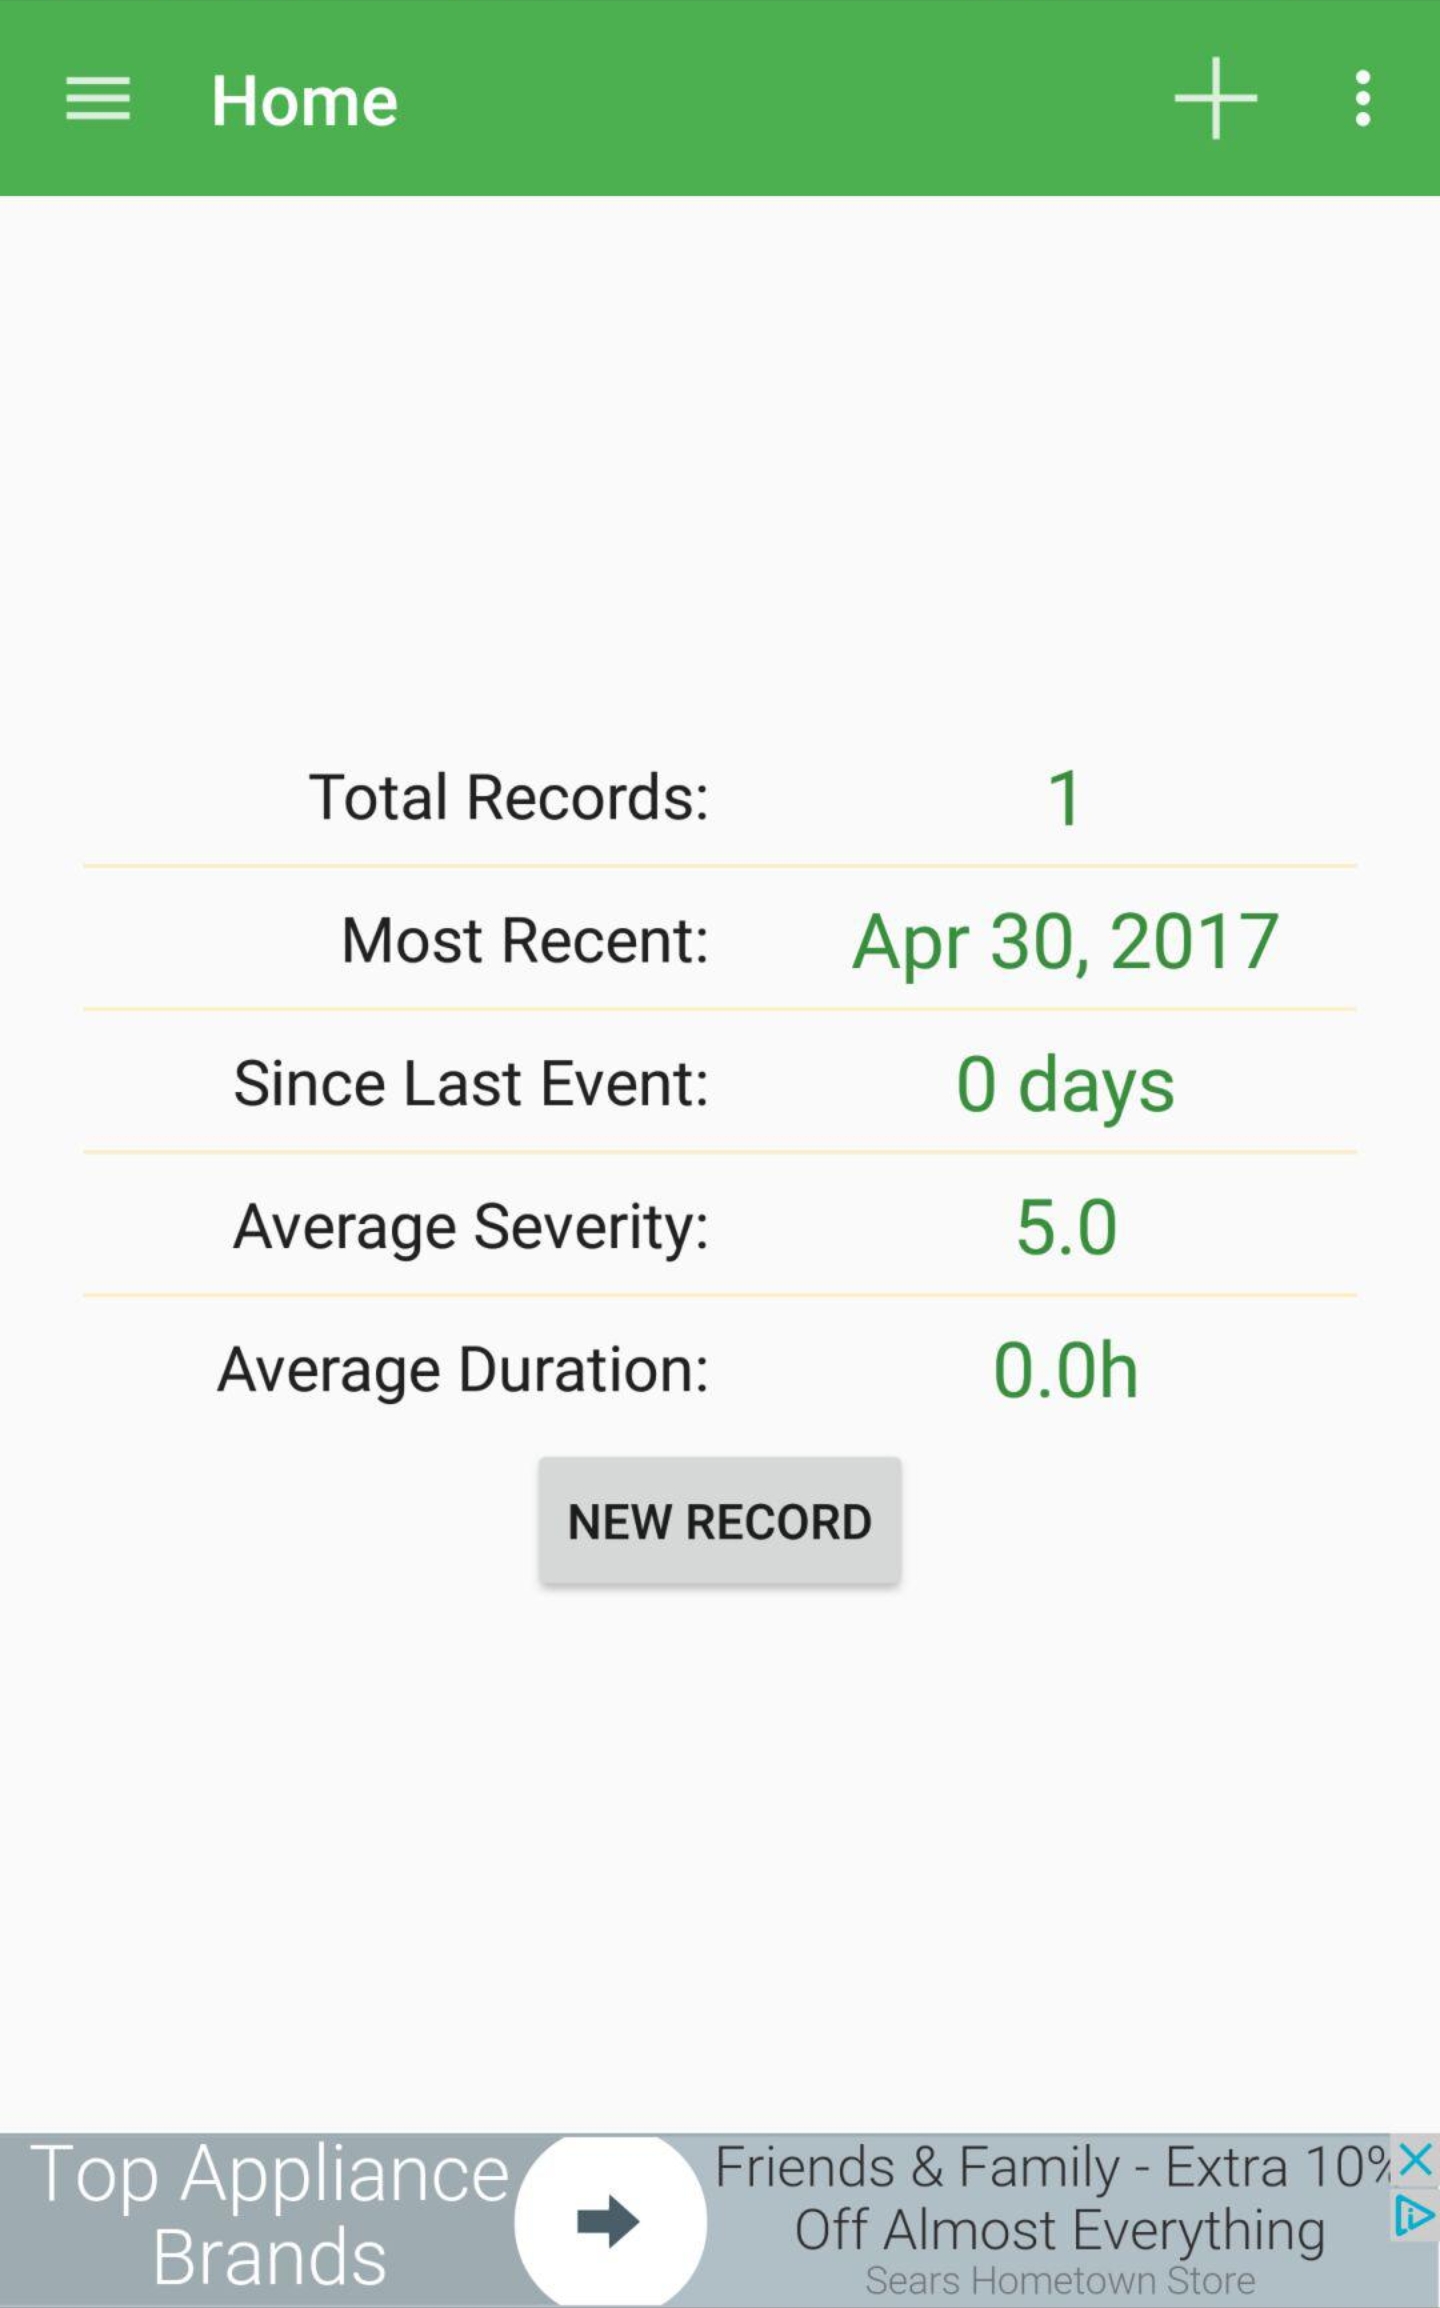 Home
Total Records: 1
Most Recent: Apr 30, 2017
Since Last Event: 0 days
Average Severity: 5.0
Average Duration: 0.0h
NEW RECORD
Top Appliance
Brands
Friends & Family - Extra 10%
Off Almost Everything
Sears Hometown Store